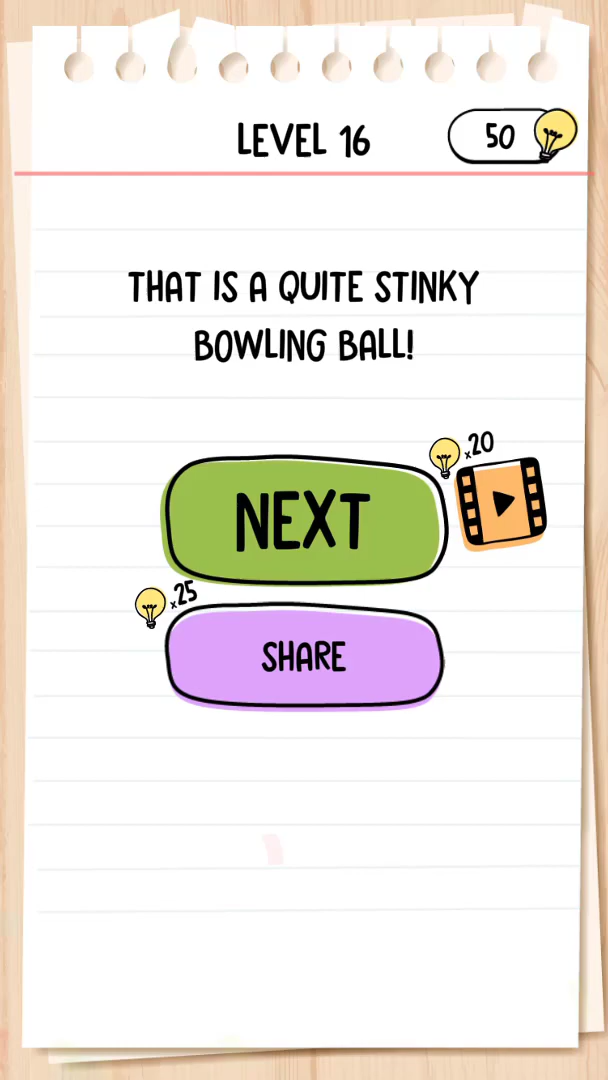 LEVEL 16
50
THAT IS A QUITE STINKY
BOWLING BALL!
x20
NEXT
x25
SHARE